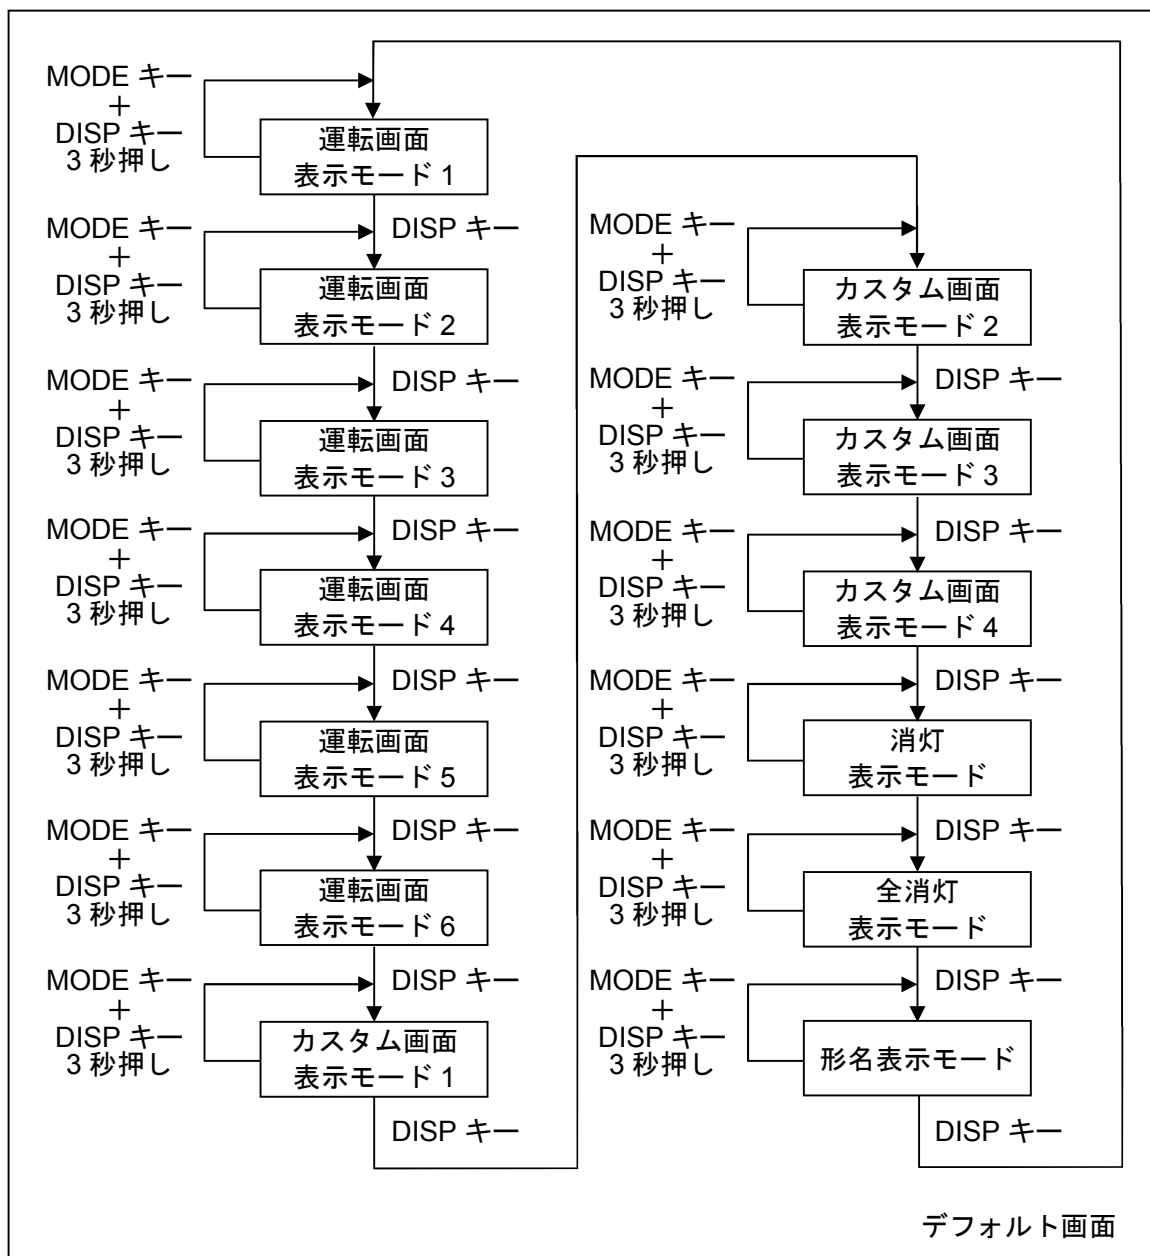 MODE キー
＋
DISP キー
3 秒押し
運転画面
表示モード 1
DISP キー
MODE キー
＋
DISP キー
3 秒押し
運転画面
表示モード 2
DISP キー
MODE キー
＋
DISP キー
3 秒押し
運転画面
表示モード 3
DISP キー
MODE キー
＋
DISP キー
3 秒押し
運転画面
表示モード 4
DISP キー
MODE キー
＋
DISP キー
3 秒押し
運転画面
表示モード 5
DISP キー
MODE キー
＋
DISP キー
3 秒押し
運転画面
表示モード 6
DISP キー
MODE キー
＋
DISP キー
3 秒押し
カスタム画面
表示モード 1
DISP キー
MODE キー
＋
DISP キー
3 秒押し
カスタム画面
表示モード 2
DISP キー
MODE キー
＋
DISP キー
3 秒押し
カスタム画面
表示モード 3
DISP キー
MODE キー
＋
DISP キー
3 秒押し
カスタム画面
表示モード 4
DISP キー
MODE キー
＋
DISP キー
3 秒押し
消灯
表示モード
DISP キー
MODE キー
＋
DISP キー
3 秒押し
全消灯
表示モード
DISP キー
MODE キー
＋
DISP キー
3 秒押し
形名表示モード
DISP キー
デフォルト画面